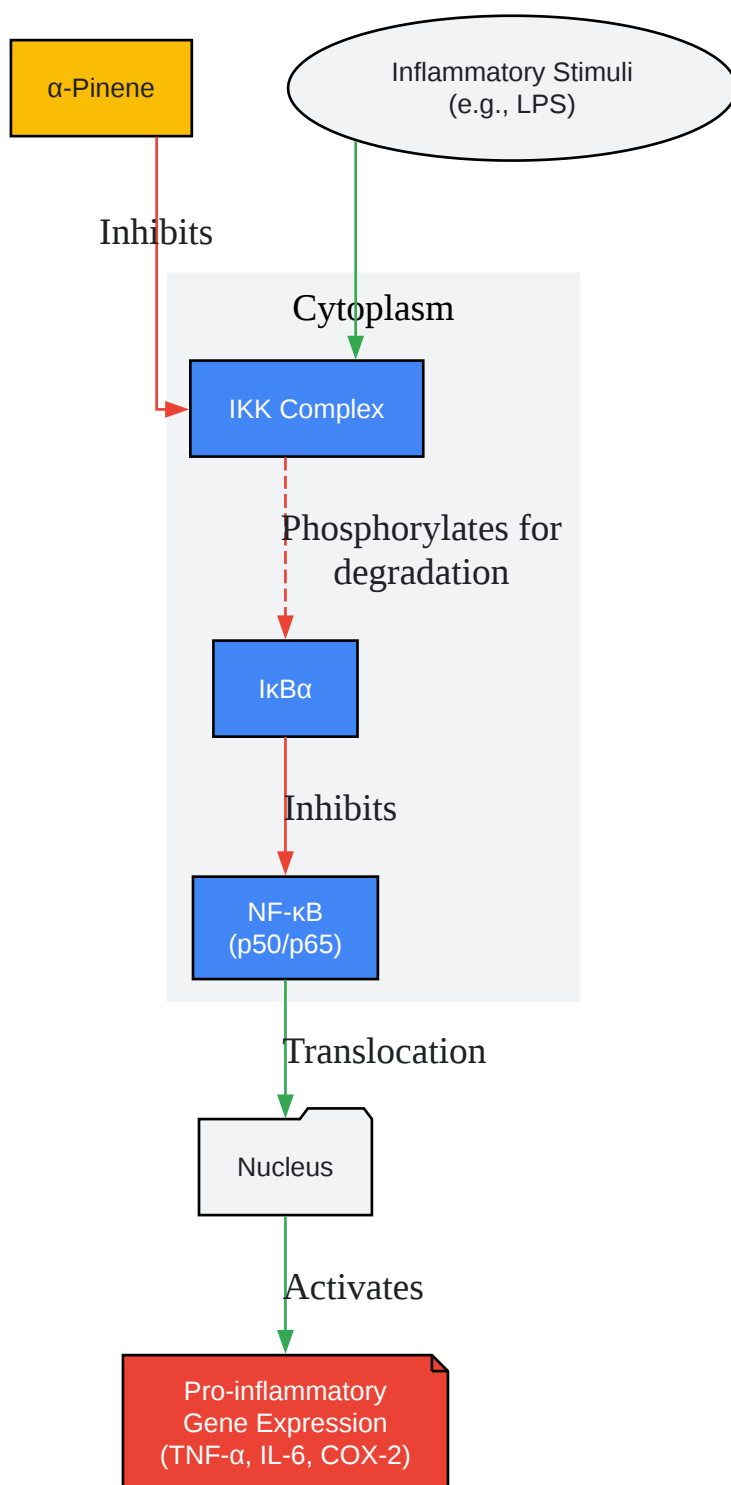 α-Pinene
Inflammatory Stimuli
(e.g., LPS)
Inhibits
Cytoplasm
IKK Complex
Phosphorylates for
degradation
IκBα
Inhibits
NF-κB
(p50/p65)
Translocation
Nucleus
Activates
Pro-inflammatory
Gene Expression
(TNF-α, IL-6, COX-2)